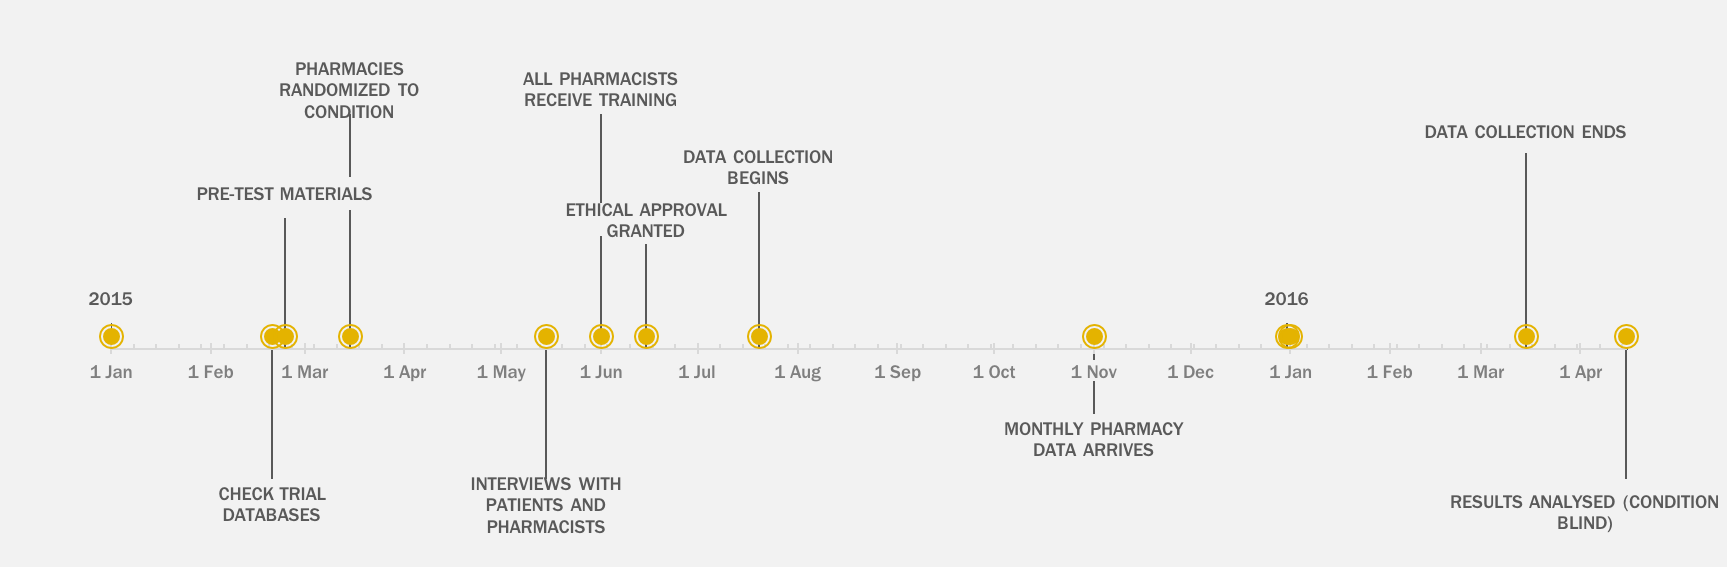 PHARMACIES
RANDOMIZED TO
CONDITION
ALL PHARMACISTS
RECEIVE TRAINING
DATA COLLECTION ENDS
DATA COLLECTION
BEGINS
PRE-TEST MATERIALS
ETHICAL APPROVAL
GRANTED
2015
2016
1 Jan
1 Feb
1 Mar
1 Apr
1 May
1 Jun
1 Jul
1 Aug
1 Sep
1 Oct
1 Nov
1 Dec
1 Jan
1 Feb
1 Mar
1 Apr
MONTHLY PHARMACY
DATA ARRIVES
CHECK TRIAL
DATABASES
INTERVIEWS WITH
PATIENTS AND
PHARMACISTS
RESULTS ANALYSED (CONDITION
BLIND)